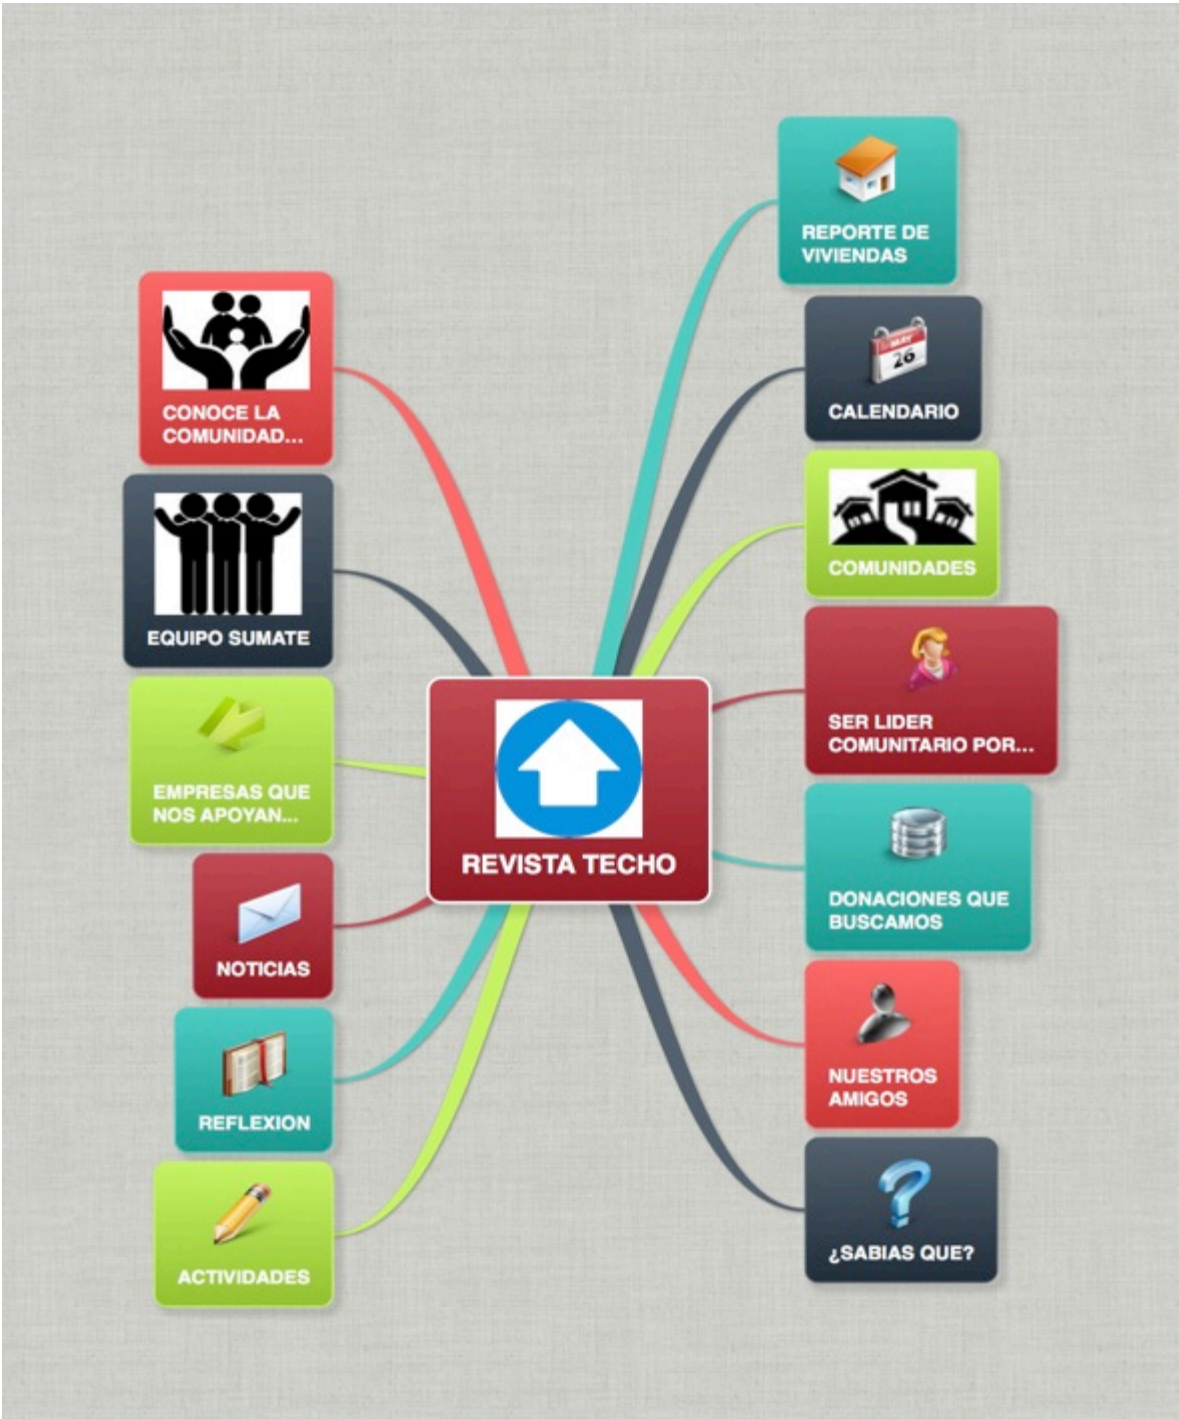 REPORTE DE
VIVIENDAS
MAY
26
CALENDARIO
COMUNIDADES
SER LIDER
COMUNITARIO POR...
DONACIONES QUE
BUSCAMOS
NUESTROS
AMIGOS
¿SABIAS QUE?
REVISTA TECHO
CONOCE LA
COMUNIDAD...
EQUIPO SUMATE
EMPRESAS QUE
NOS APOYAN...
NOTICIAS
REFLEXION
ACTIVIDADES